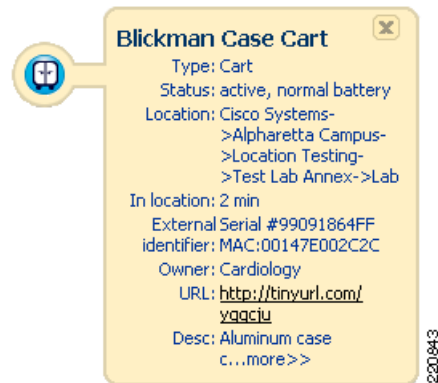 Blickman Case Cart
Type: Cart
Status: active, normal battery
Location: Cisco Systems-
>Alpharetta Campus-
>Location Testing-
>Test Lab Annex->Lab
In location: 2 min
External Serial #99091864FF
identifier: MAC:00147E002C2C
Owner: Cardiology
URL: http://tinyurl.com/
yqqcju
Desc: Aluminum case
c...more>>
220843